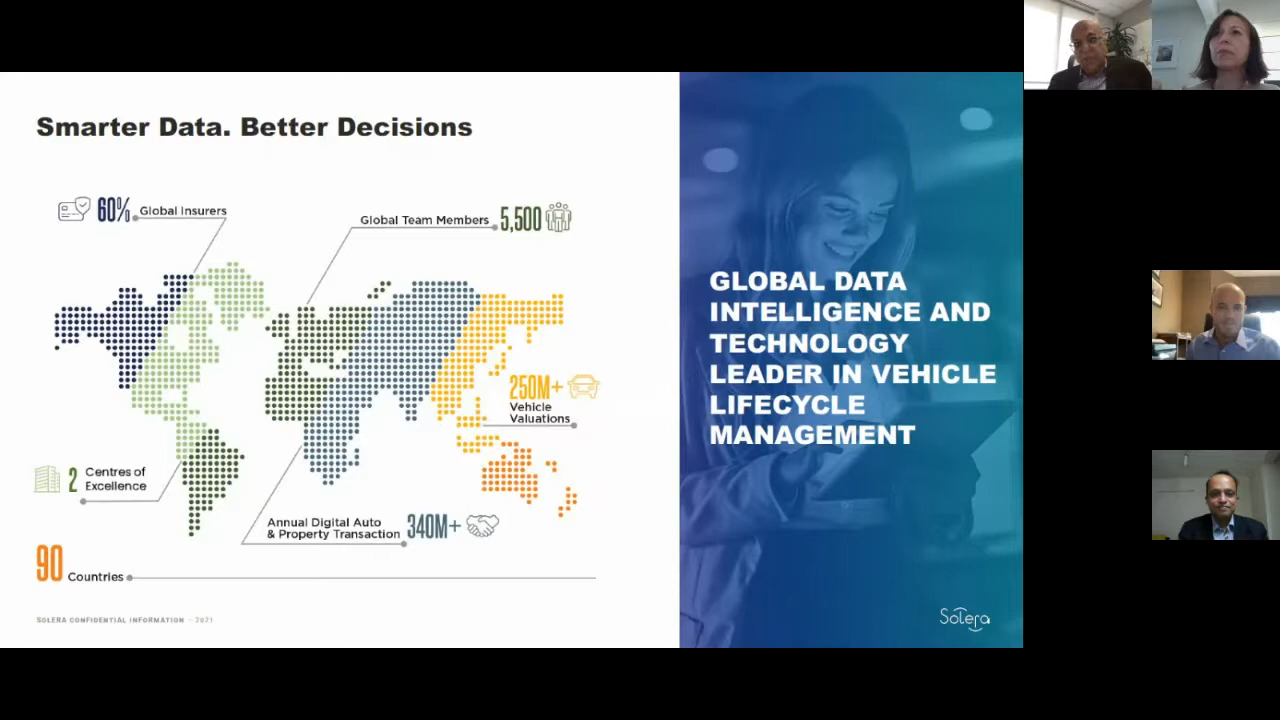 Smarter Data. Better Decisions
60% Global Insurers
Global Team Members 5,500
250M+
Vehicle
Valuations
2 Centres of
Excellence
Annual Digital Auto
& Property Transaction 340M+
90 Countries
SOLERA CONFIDENTIAL INFORMATION - 2021
GLOBAL DATA
INTELLIGENCE AND
TECHNOLOGY
LEADER IN VEHICLE
LIFECYCLE
MANAGEMENT
Solera